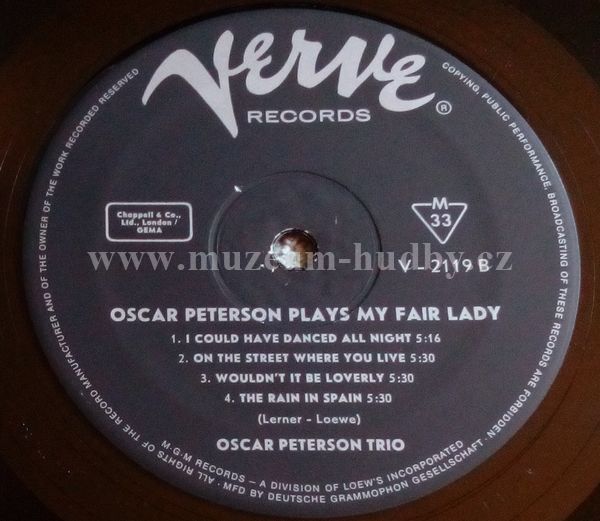 Verve
RECORDS
®
Chappell & Co.,
Ltd., London /
GEMA
M
33
V - 2119 B
www.muzeum-hudby.cz
OSCAR PETERSON PLAYS MY FAIR LADY
1. I COULD HAVE DANCED ALL NIGHT 5:16
2. ON THE STREET WHERE YOU LIVE 5:30
3. WOULDN'T IT BE LOVERLY 5:30
4. THE RAIN IN SPAIN 5:30
(Lerner - Loewe)
OSCAR PETERSON TRIO
M·G·M RECORDS – A DIVISION OF LOEW'S INCORPORATED
ALL RIGHTS OF THE RECORD MANUFACTURER AND OF THE OWNER OF THE WORK RECORDED RESERVED
COPYING, PUBLIC PERFORMANCE, BROADCASTING OF THESE RECORDS ARE FORBIDDEN
· MFD BY DEUTSCHE GRAMMOPHON GESELLSCHAFT ·